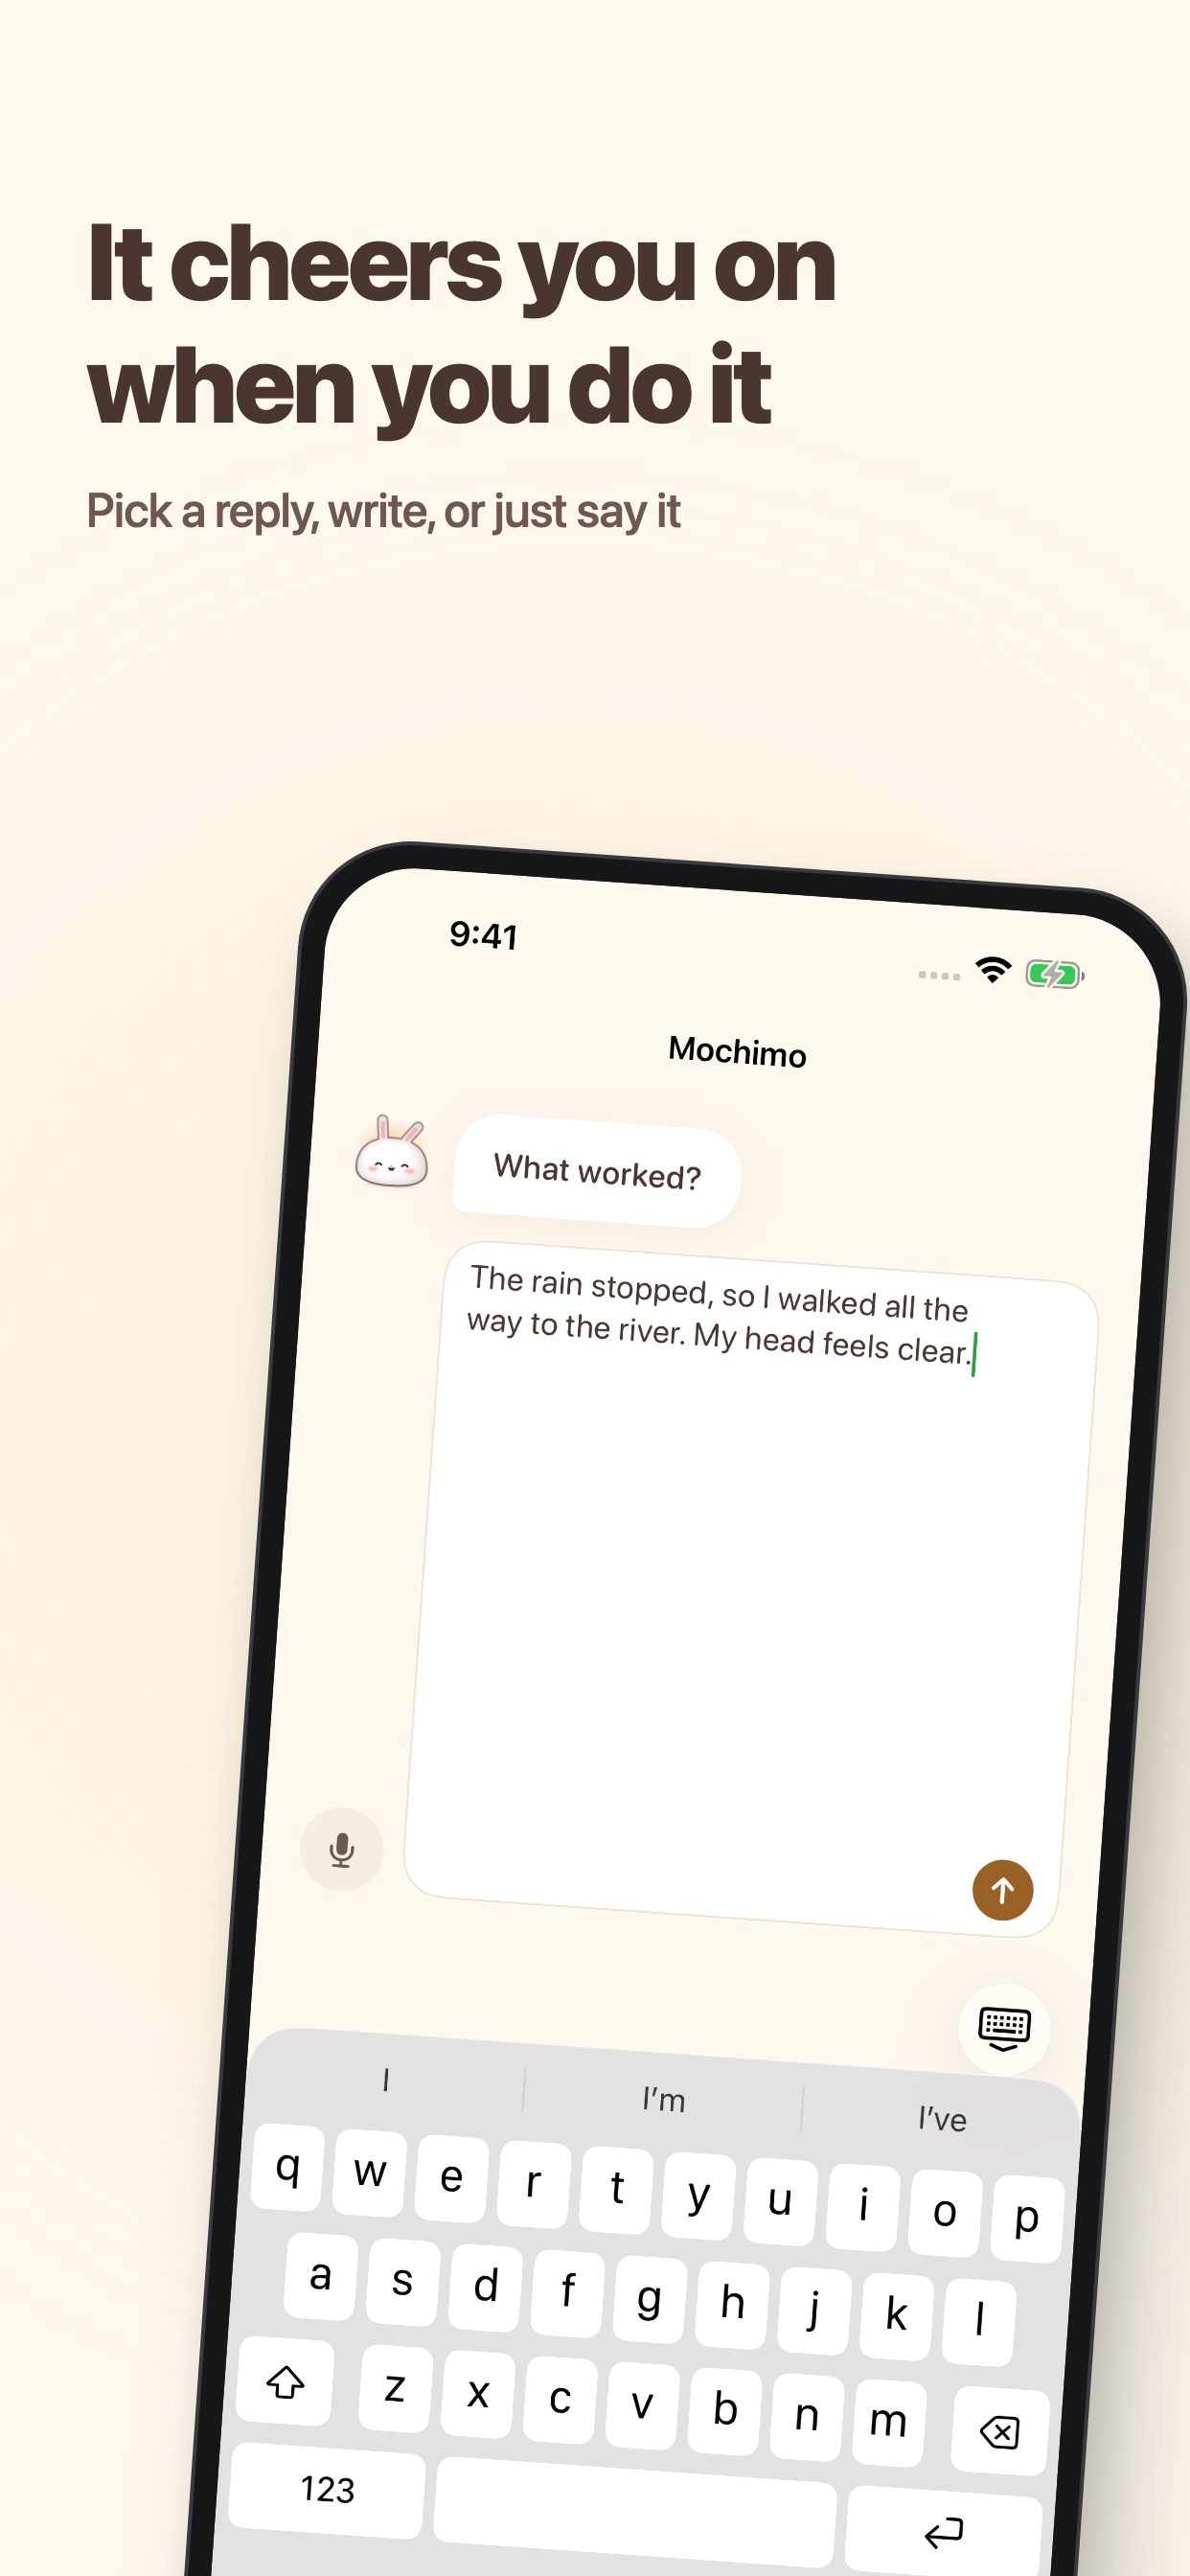 It cheers you on
when you do it
Pick a reply, write, or just say it
9:41
Mochimo
What worked?
The rain stopped, so I walked all the
way to the river. My head feels clear.
I
I'm
I've
q w e r t y u i o p
a s d f g h j k l
z x c v b n m
123